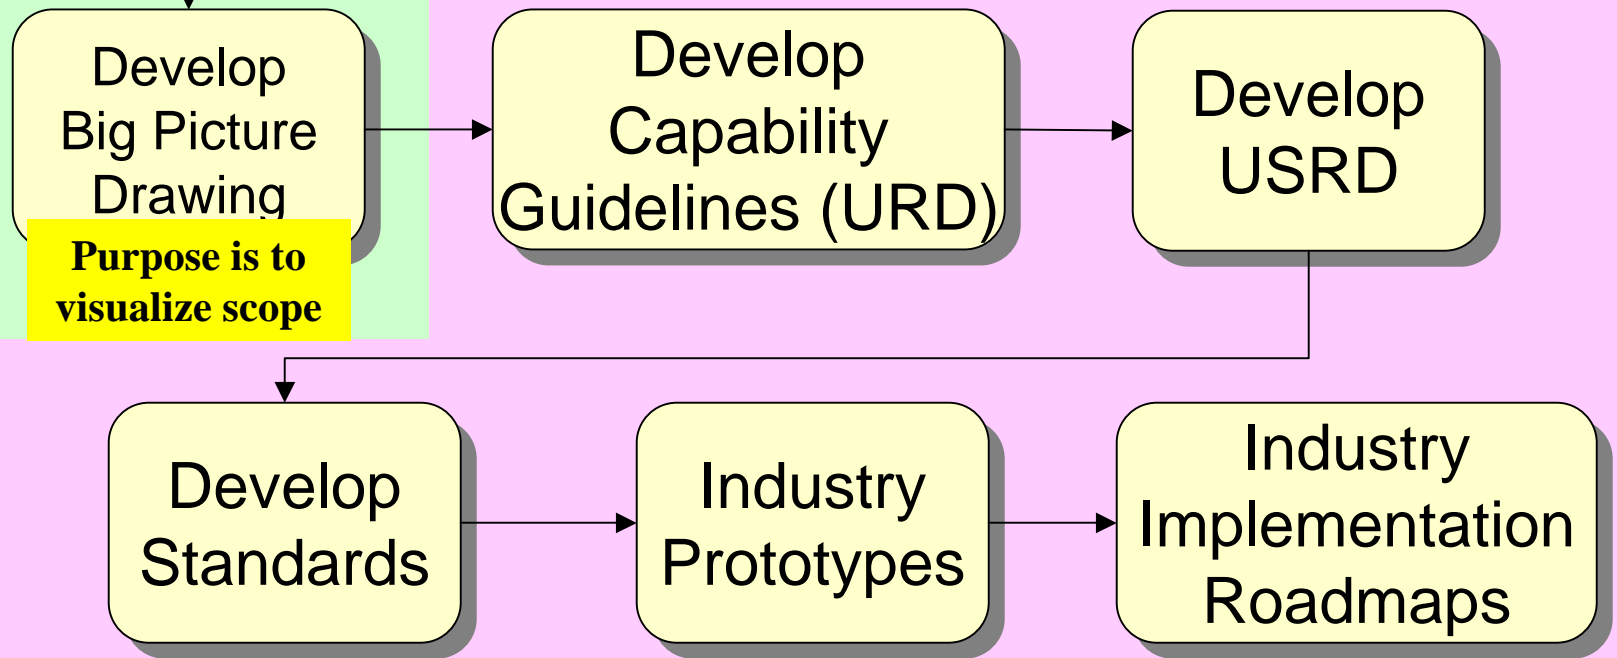 Develop
Big Picture
Drawing
Purpose is to
visualize scope
Develop
Capability
Guidelines (URD)
Develop
USRD
Develop
Standards
Industry
Prototypes
Industry
Implementation
Roadmaps